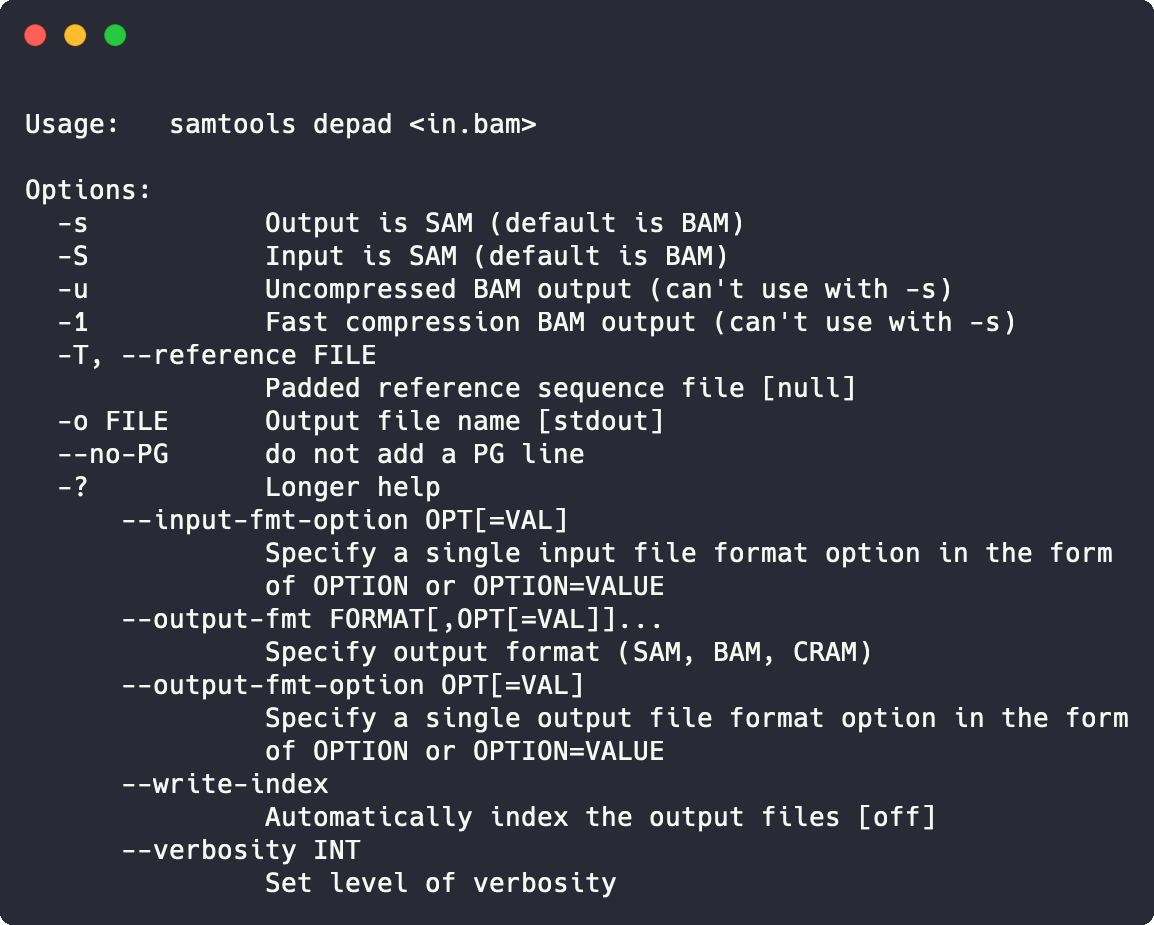 Usage:   samtools depad <in.bam>

Options:
  -s           Output is SAM (default is BAM)
  -S           Input is SAM (default is BAM)
  -u           Uncompressed BAM output (can't use with -s)
  -1           Fast compression BAM output (can't use with -s)
  -T, --reference FILE
               Padded reference sequence file [null]
  -o FILE      Output file name [stdout]
  --no-PG      do not add a PG line
  -?           Longer help
      --input-fmt-option OPT[=VAL]
               Specify a single input file format option in the form
               of OPTION or OPTION=VALUE
      --output-fmt FORMAT[,OPT[=VAL]]...
               Specify output format (SAM, BAM, CRAM)
      --output-fmt-option OPT[=VAL]
               Specify a single output file format option in the form
               of OPTION or OPTION=VALUE
      --write-index
               Automatically index the output files [off]
      --verbosity INT
               Set level of verbosity